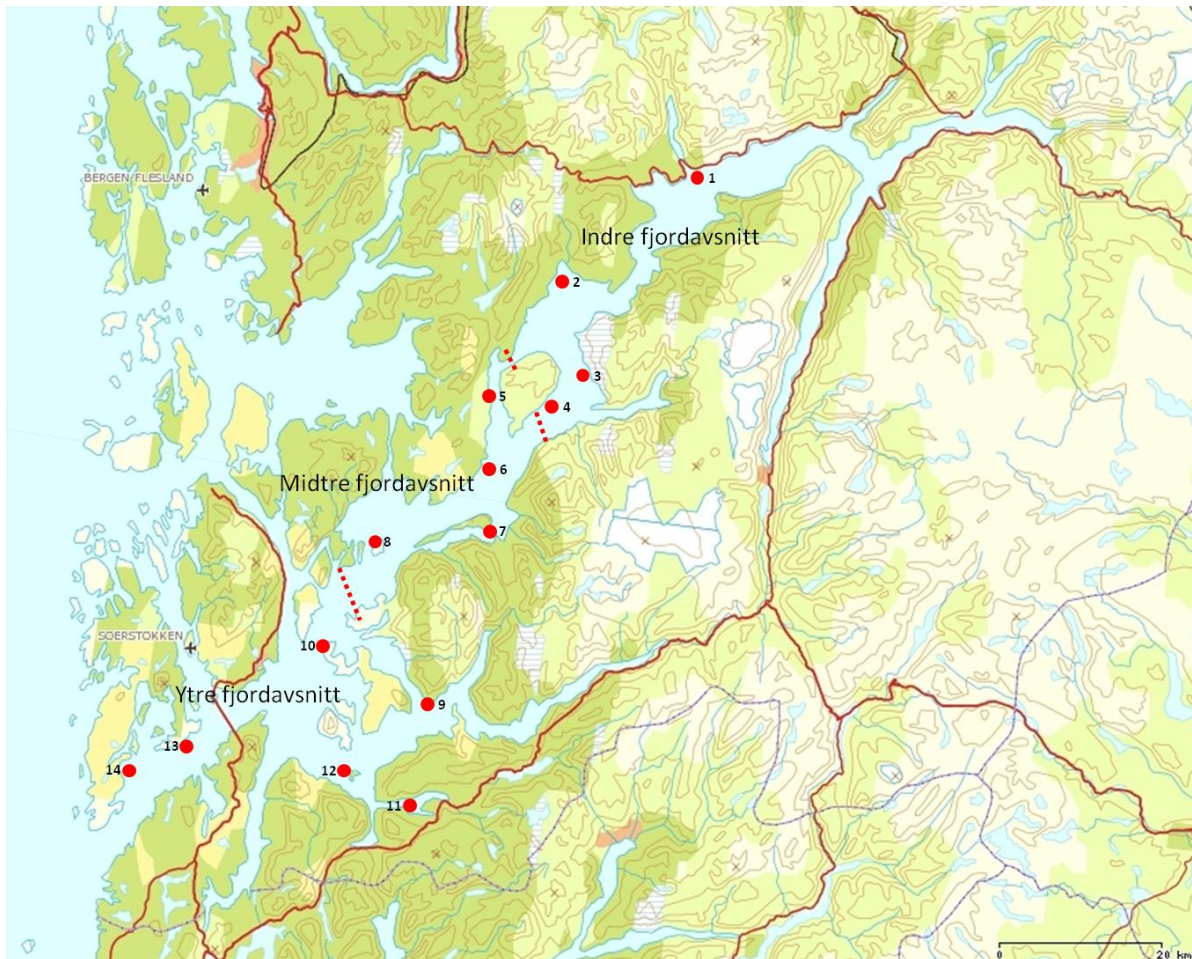 BERGEN FLESLAND
1
Indre fjordavsnitt
2
3
5
4
6
Midtre fjordavsnitt
7
8
SOERSTOKKEN
10
Ytre fjordavsnitt
9
13
14
12
11
0 20 km